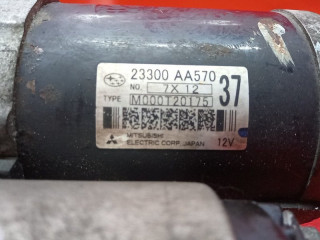 23300 AA570
NO. 7X 12
37
TYPE M000T20175
MITSUBISHI
ELECTRIC CORP. JAPAN 12V